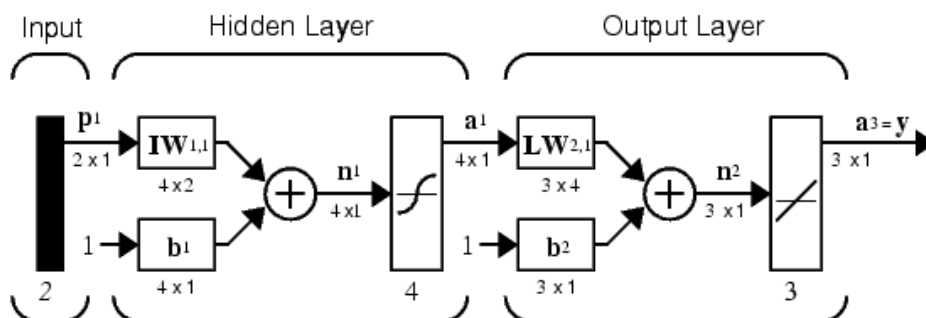 Input Hidden Layer Output Layer
p1 a1 a3 = y
IW1,1 LW2,1
2 x 1 n1 4 x 1 n2 3 x 1
4 x 2 3 x 4
4 x1 3 x 1
1 b1 1 b2
4 x 1 3 x 1
2 4 3